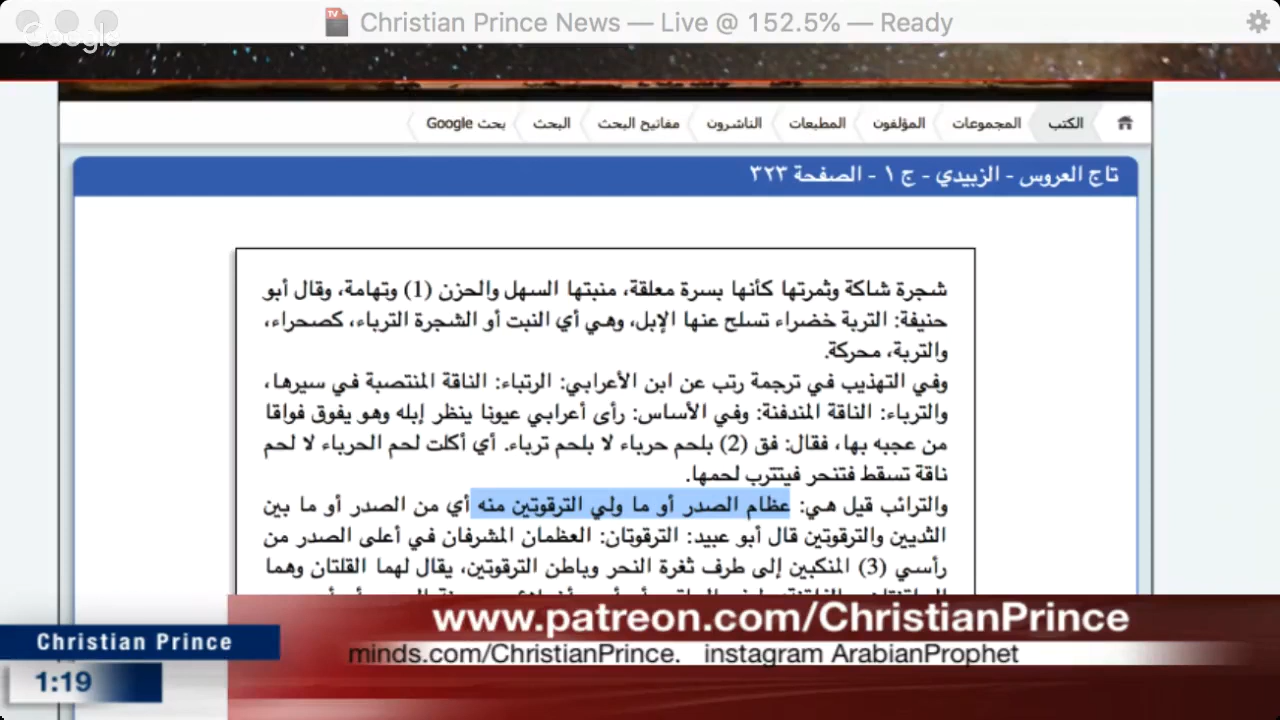 Christian Prince News — Live @ 152.5% — Ready
Google
الكتب المجموعات المؤلفون المطبعات الناشرون مفاتيح البحث البحث بحث Google
تاج العروس - الزبيدي - ج ١ - الصفحة ٣٢٣
شجرة شاكة وثمرتها كأنها بسرة معلقة، منبتها السهل والحزن (1) وتهامة، وقال أبو
حنيفة: التربة خضراء تسلح عنها الإبل، وهي أي النبت أو الشجرة الترباء، كصحراء،
والتربة، محركة.
وفي التهذيب في ترجمة رتب عن ابن الأعرابي: الرتباء: الناقة المنتصبة في سيرها،
والترباء: الناقة المندفنة: وفي الأساس: رأى أعرابي عيونا ينظر إبله وهو يفوق فواقا
من عجبه بها، فقال: فق (2) بلحم حرباء لا بلحم ترباء. أي أكلت لحم الحرباء لا لحم
ناقة تسقط فتنحر فيتترب لحمها.
والترائب قيل هي: عظام الصدر أو ما ولي الترقوتين منه أي من الصدر أو ما بين
الثديين والترقوتين قال أبو عبيد: الترقوتان: العظمان المشرفان في أعلى الصدر من
رأسي (3) المنكبين إلى طرف ثغرة النحر وباطن الترقوتين، يقال لهما القلتان وهما
www.patreon.com/ChristianPrince
Christian Prince
minds.com/ChristianPrince. instagram ArabianProphet
1:19